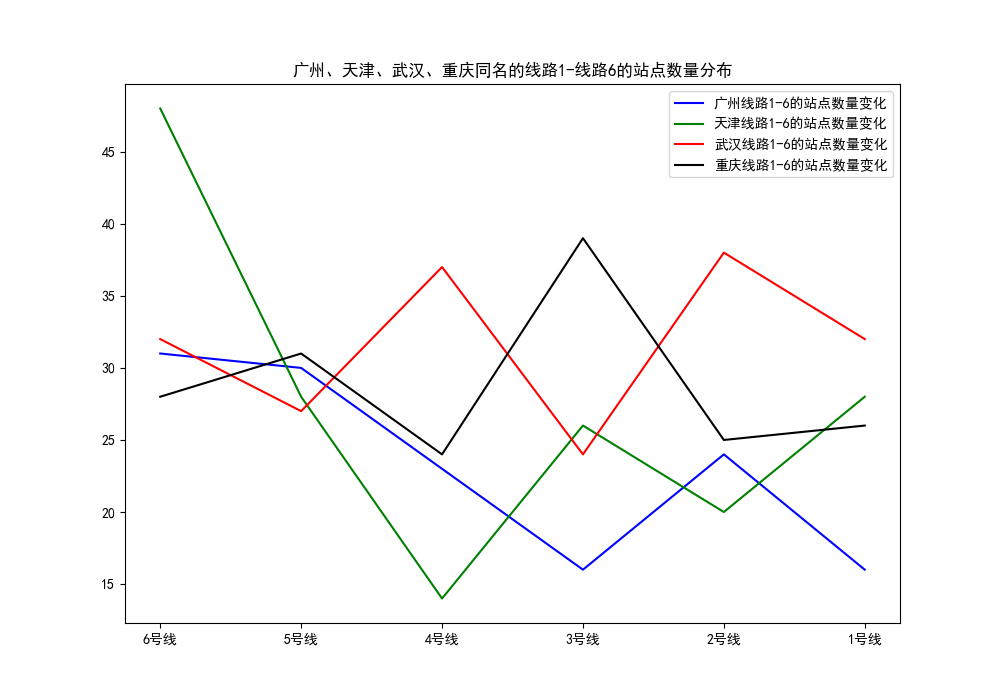 广州、天津、武汉、重庆同名的线路1-线路6的站点数量分布
广州线路1-6的站点数量变化
天津线路1-6的站点数量变化
武汉线路1-6的站点数量变化
重庆线路1-6的站点数量变化
45
40
35
30
25
20
15
6号线 5号线 4号线 3号线 2号线 1号线